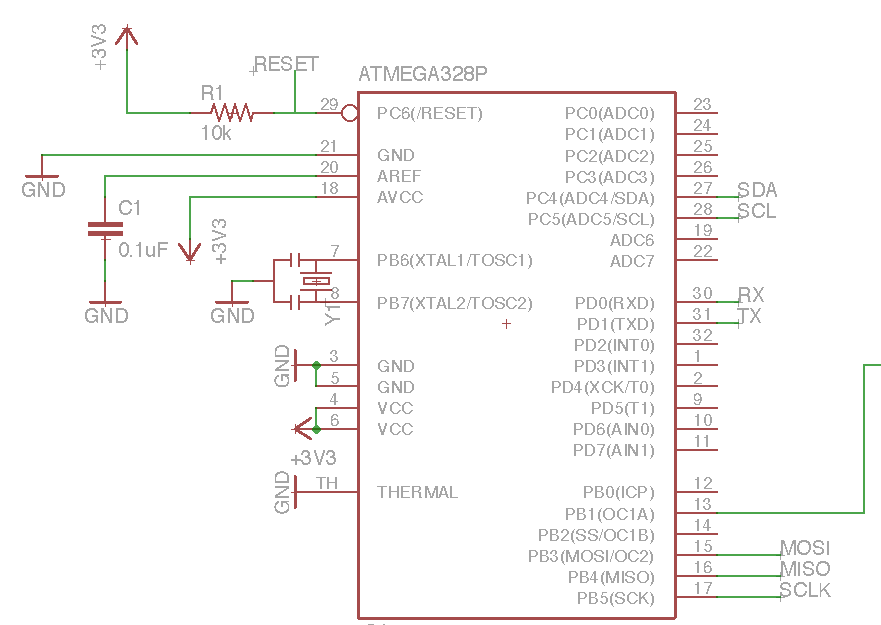 +3V3
RESET
ATMEGA328P
R1
10k
29 PC6(/RESET)
21 GND
20 AREF
18 AVCC
GND
C1
0.1uF
GND
+3V3
7 PB6(XTAL1/TOSC1)
8 PB7(XTAL2/TOSC2)
GND
Y1
GND
3 GND
5 GND
4 VCC
6 VCC
+3V3
GND
TH THERMAL
PC0(ADC0) 23
PC1(ADC1) 24
PC2(ADC2) 25
PC3(ADC3) 26
PC4(ADC4/SDA) 27 SDA
PC5(ADC5/SCL) 28 SCL
ADC6 19
ADC7 22
PD0(RXD) 30 RX
PD1(TXD) 31 TX
PD2(INT0) 32
PD3(INT1) 1
PD4(XCK/T0) 2
PD5(T1) 9
PD6(AIN0) 10
PD7(AIN1) 11
PB0(ICP) 12
PB1(OC1A) 13
PB2(SS/OC1B) 14
PB3(MOSI/OC2) 15 MOSI
PB4(MISO) 16 MISO
PB5(SCK) 17 SCLK